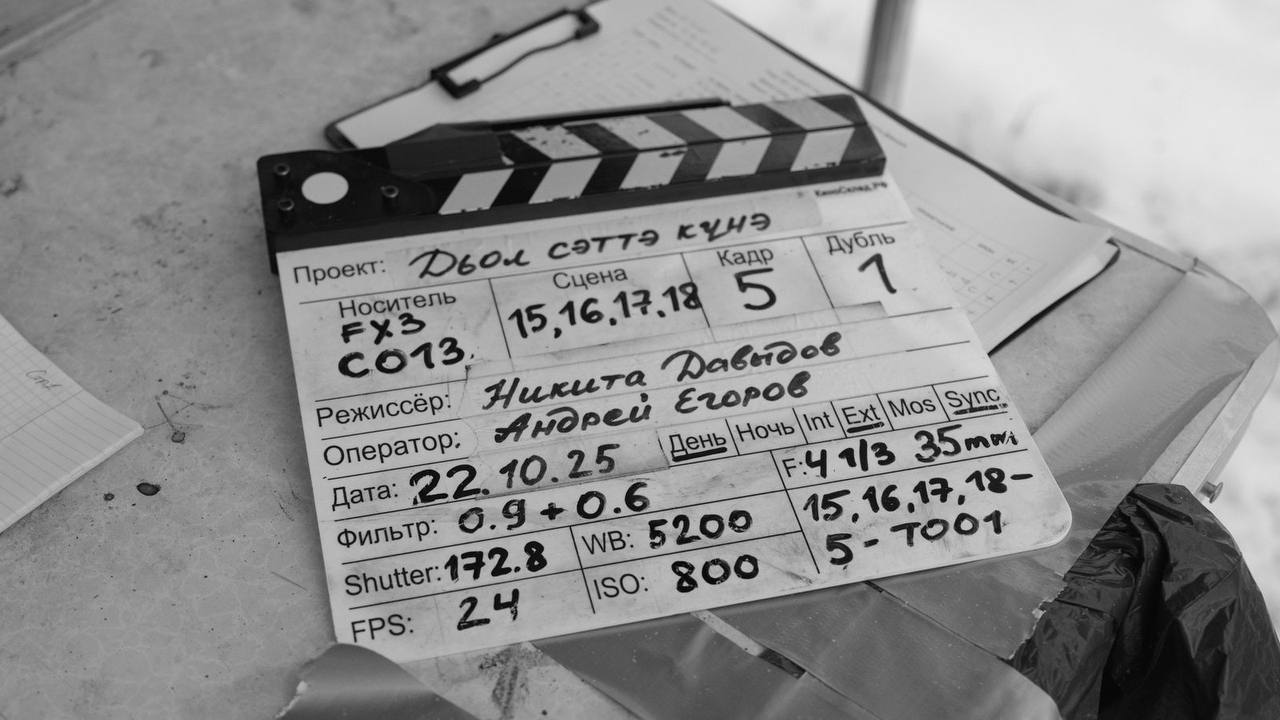 КиноСклад.РФ
Проект: Дьол сэттэ күнэ
Носитель Сцена Кадр Дубль
FX3 15,16,17,18 5 1
C013
Режиссёр: Никита Давыдов
Оператор: Андрей Егоров
Дата: 22.10.25 День Ночь Int Ext Mos Sync
Фильтр: 0.9 + 0.6 F: 4 1/3 35mm
Shutter: 172.8 WB: 5200 15,16,17,18-
FPS: 24 ISO: 800 5-T001